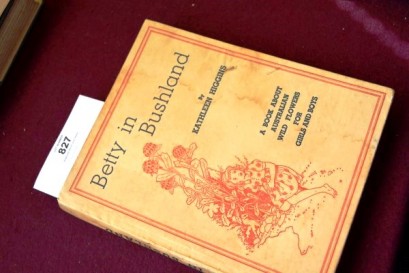 Betty in
Bushland
by
KATHLEEN HIGGINS
A BOOK ABOUT
AUSTRALIAN
WILD FLOWERS
FOR
GIRLS AND BOYS
827